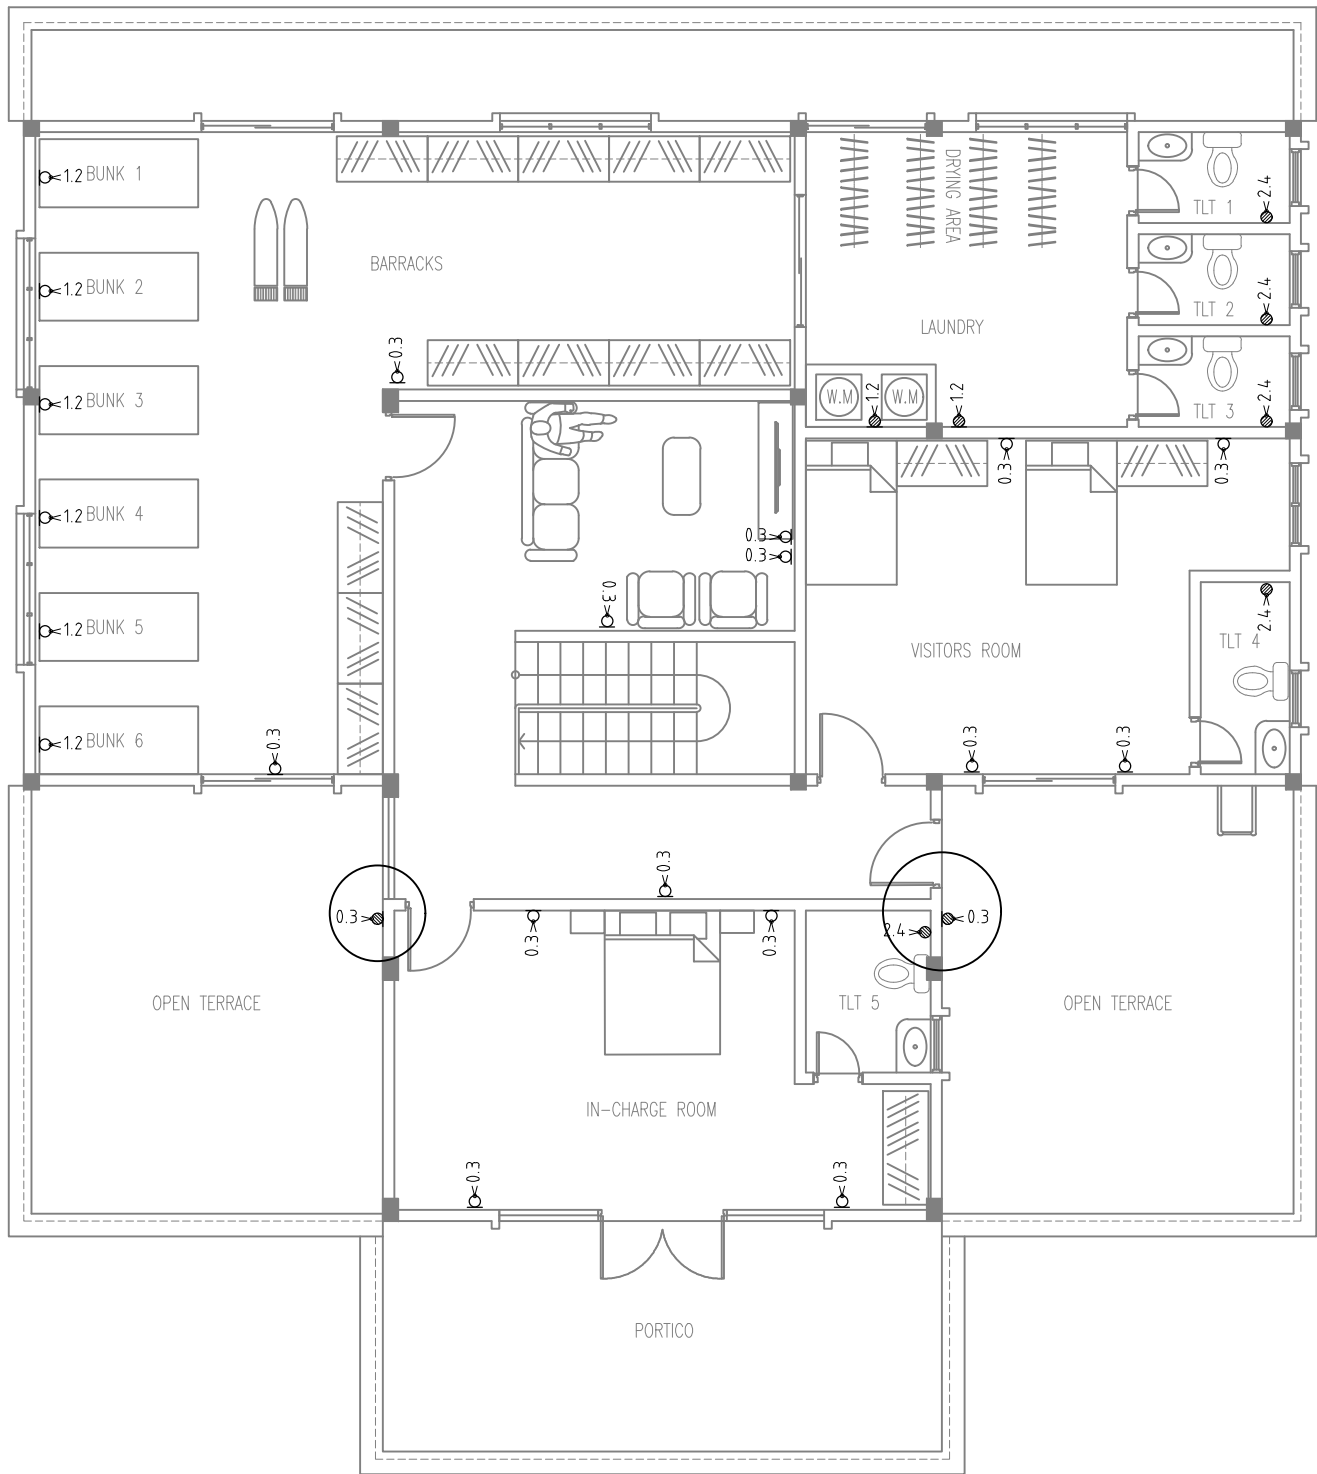 1.2 BUNK 1
DRYING AREA
TLT 1
2.4
BARRACKS
1.2 BUNK 2
TLT 2
2.4
LAUNDRY
0.3
1.2 BUNK 3
W.M
1.2
W.M
1.2
TLT 3
2.4
0.3
0.3
1.2 BUNK 4
0.3
0.3
0.3
2.4
1.2 BUNK 5
VISITORS ROOM
TLT 4
1.2 BUNK 6
0.3
0.3
0.3
0.3
0.3
0.3
0.3
2.4
0.3
OPEN TERRACE
TLT 5
OPEN TERRACE
IN-CHARGE ROOM
0.3
0.3
PORTICO